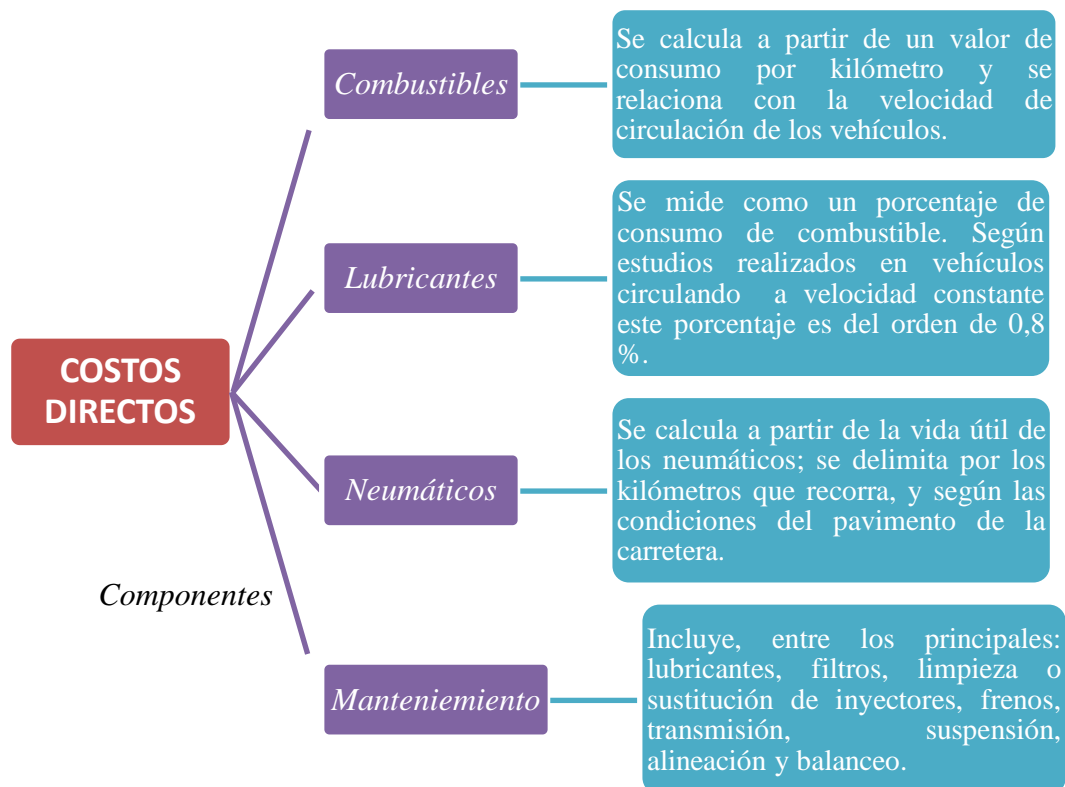 COSTOS
DIRECTOS
Componentes
Combustibles
Se calcula a partir de un valor de
consumo por kilómetro y se
relaciona con la velocidad de
circulación de los vehículos.
Lubricantes
Se mide como un porcentaje de
consumo de combustible. Según
estudios realizados en vehículos
circulando a velocidad constante
este porcentaje es del orden de 0,8
%.
Neumáticos
Se calcula a partir de la vida útil de
los neumáticos; se delimita por los
kilómetros que recorra, y según las
condiciones del pavimento de la
carretera.
Manteniemiento
Incluye, entre los principales:
lubricantes, filtros, limpieza o
sustitución de inyectores, frenos,
transmisión, suspensión,
alineación y balanceo.